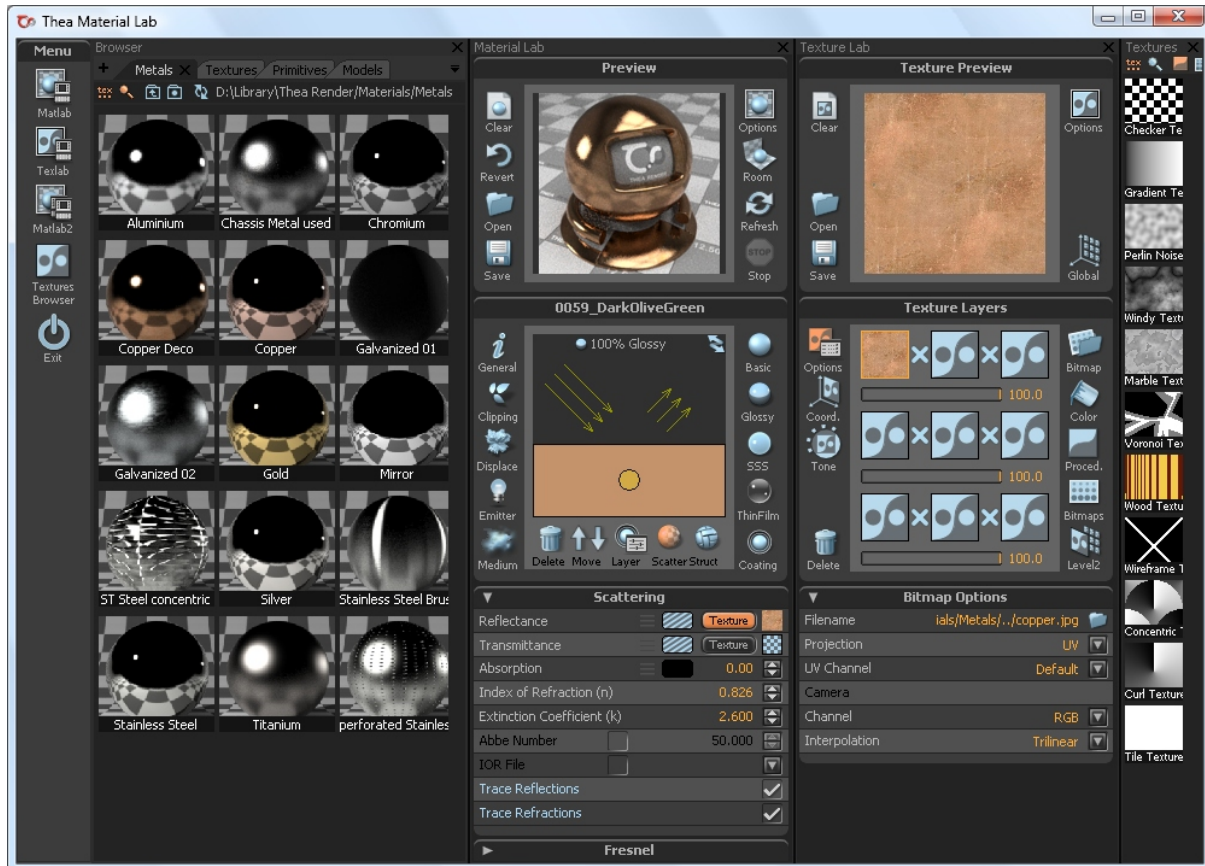 Thea Material Lab
Menu
Matlab
Texlab
Matlab2
Textures
Browser
Exit
Browser
Metals Textures Primitives Models
tex D:\Library\Thea Render/Materials/Metals
Aluminium Chassis Metal used Chromium
Copper Deco Copper Galvanized 01
Galvanized 02 Gold Mirror
ST Steel concentric Silver Stainless Steel Brus
Stainless Steel Titanium perforated Stainles
Material Lab
Preview
Clear
Revert
Open
Save
THEA RENDER
Options
Room
Refresh
STOP
Stop
0059_DarkOliveGreen
General
Clipping
Displace
Emitter
Medium
100% Glossy
Delete Move Layer Scatter Struct
Basic
Glossy
SSS
ThinFilm
Coating
Scattering
Reflectance Texture
Transmittance Texture
Absorption 0.00
Index of Refraction (n) 0.826
Extinction Coefficient (k) 2.600
Abbe Number 50.000
IOR File
Trace Reflections
Trace Refractions
Fresnel
Texture Lab
Texture Preview
Clear
Open
Save
Options
Global
Texture Layers
Options
Coord.
Tone
Delete
100.0
100.0
100.0
Bitmap
Color
Proced.
Bitmaps
Level2
Bitmap Options
Filename ials/Metals/../copper.jpg
Projection UV
UV Channel Default
Camera
Channel RGB
Interpolation Trilinear
Textures
tex
Checker Te
Gradient Te
Perlin Noise
Windy Textu
Marble Text
Voronoi Tex
Wood Textu
Wireframe T
Concentric T
Curl Texture
Tile Texture